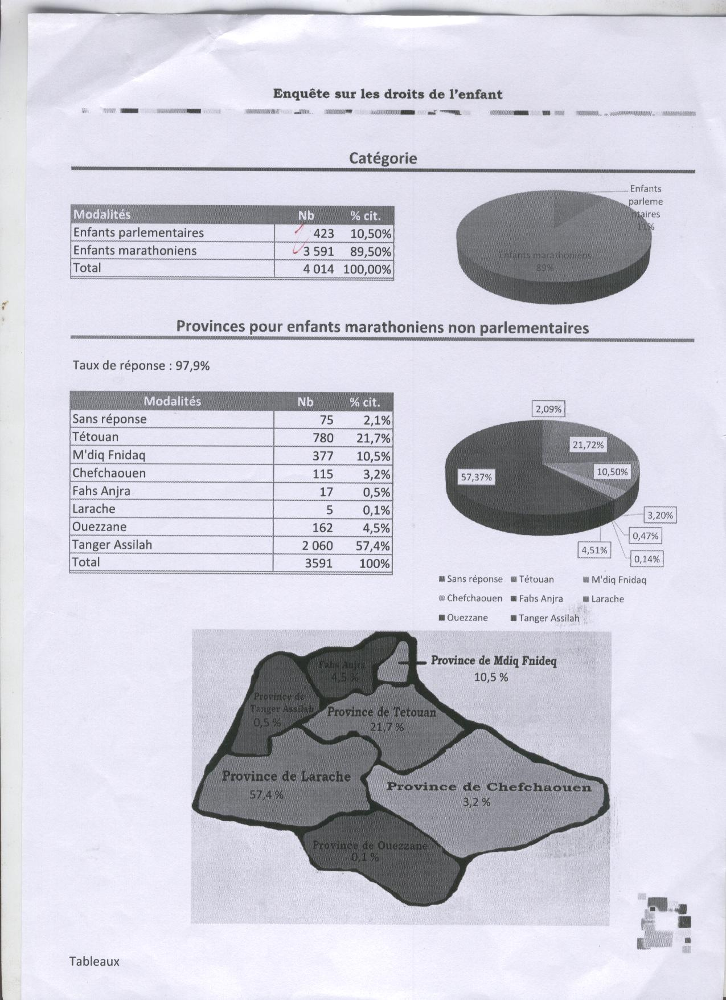 Enquête sur les droits de l'enfant
Catégorie
Modalités Nb % cit.
Enfants parlementaires 423 10,50%
Enfants marathoniens 3 591 89,50%
Total 4 014 100,00%
Enfants
parleme
ntaires
11%
Enfants marathoniens
89%
Provinces pour enfants marathoniens non parlementaires
Taux de réponse : 97,9%
Modalités Nb % cit.
Sans réponse 75 2,1%
Tétouan 780 21,7%
M'diq Fnidaq 377 10,5%
Chefchaouen 115 3,2%
Fahs Anjra 17 0,5%
Larache 5 0,1%
Ouezzane 162 4,5%
Tanger Assilah 2 060 57,4%
Total 3591 100%
2,09%
21,72%
10,50%
57,37%
3,20%
0,47%
4,51%
0,14%
Sans réponse Tétouan M'diq Fnidaq
Chefchaouen Fahs Anjra Larache
Ouezzane Tanger Assilah
Fahs Anjra
4,5 %
Province de Mdiq Fnideq
10,5 %
Province de
Tanger Assilah
0,5 %
Province de Tetouan
21,7 %
Province de Larache
57,4 %
Province de Chefchaouen
3,2 %
Province de Ouezzane
0,1 %
Tableaux